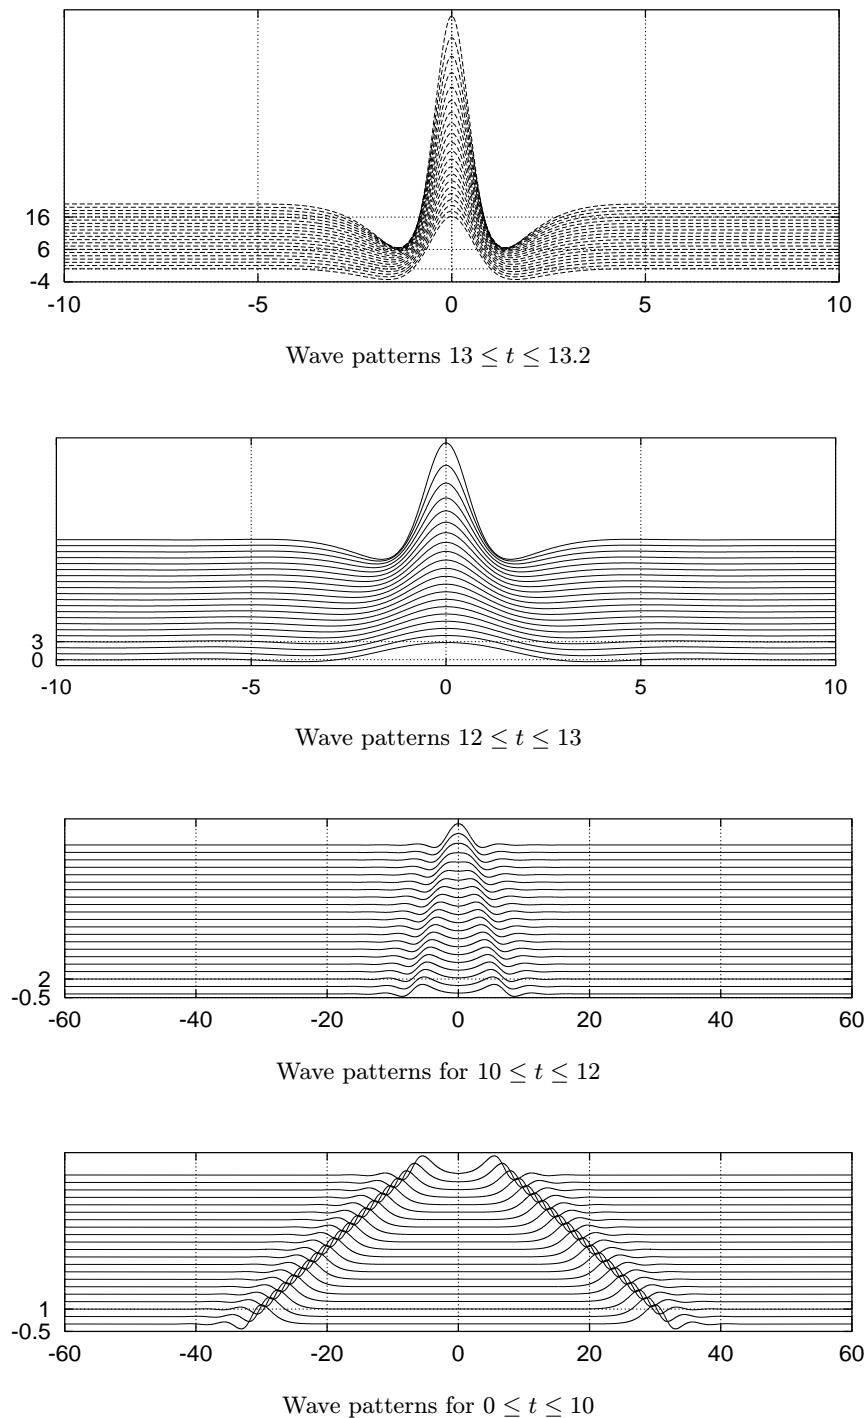 16
6
-4
-10 -5 0 5 10
Wave patterns 13 ≤ t ≤ 13.2
3
0
-10 -5 0 5 10
Wave patterns 12 ≤ t ≤ 13
2
-0.5
-60 -40 -20 0 20 40 60
Wave patterns for 10 ≤ t ≤ 12
1
-0.5
-60 -40 -20 0 20 40 60
Wave patterns for 0 ≤ t ≤ 10